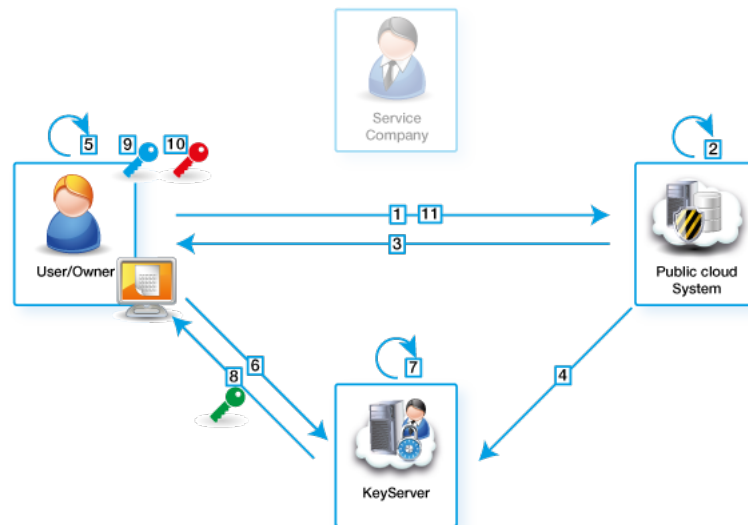 Service
Company
5
9
10
2
1
11
3
User/Owner
Public cloud
System
6
8
7
4
KeyServer